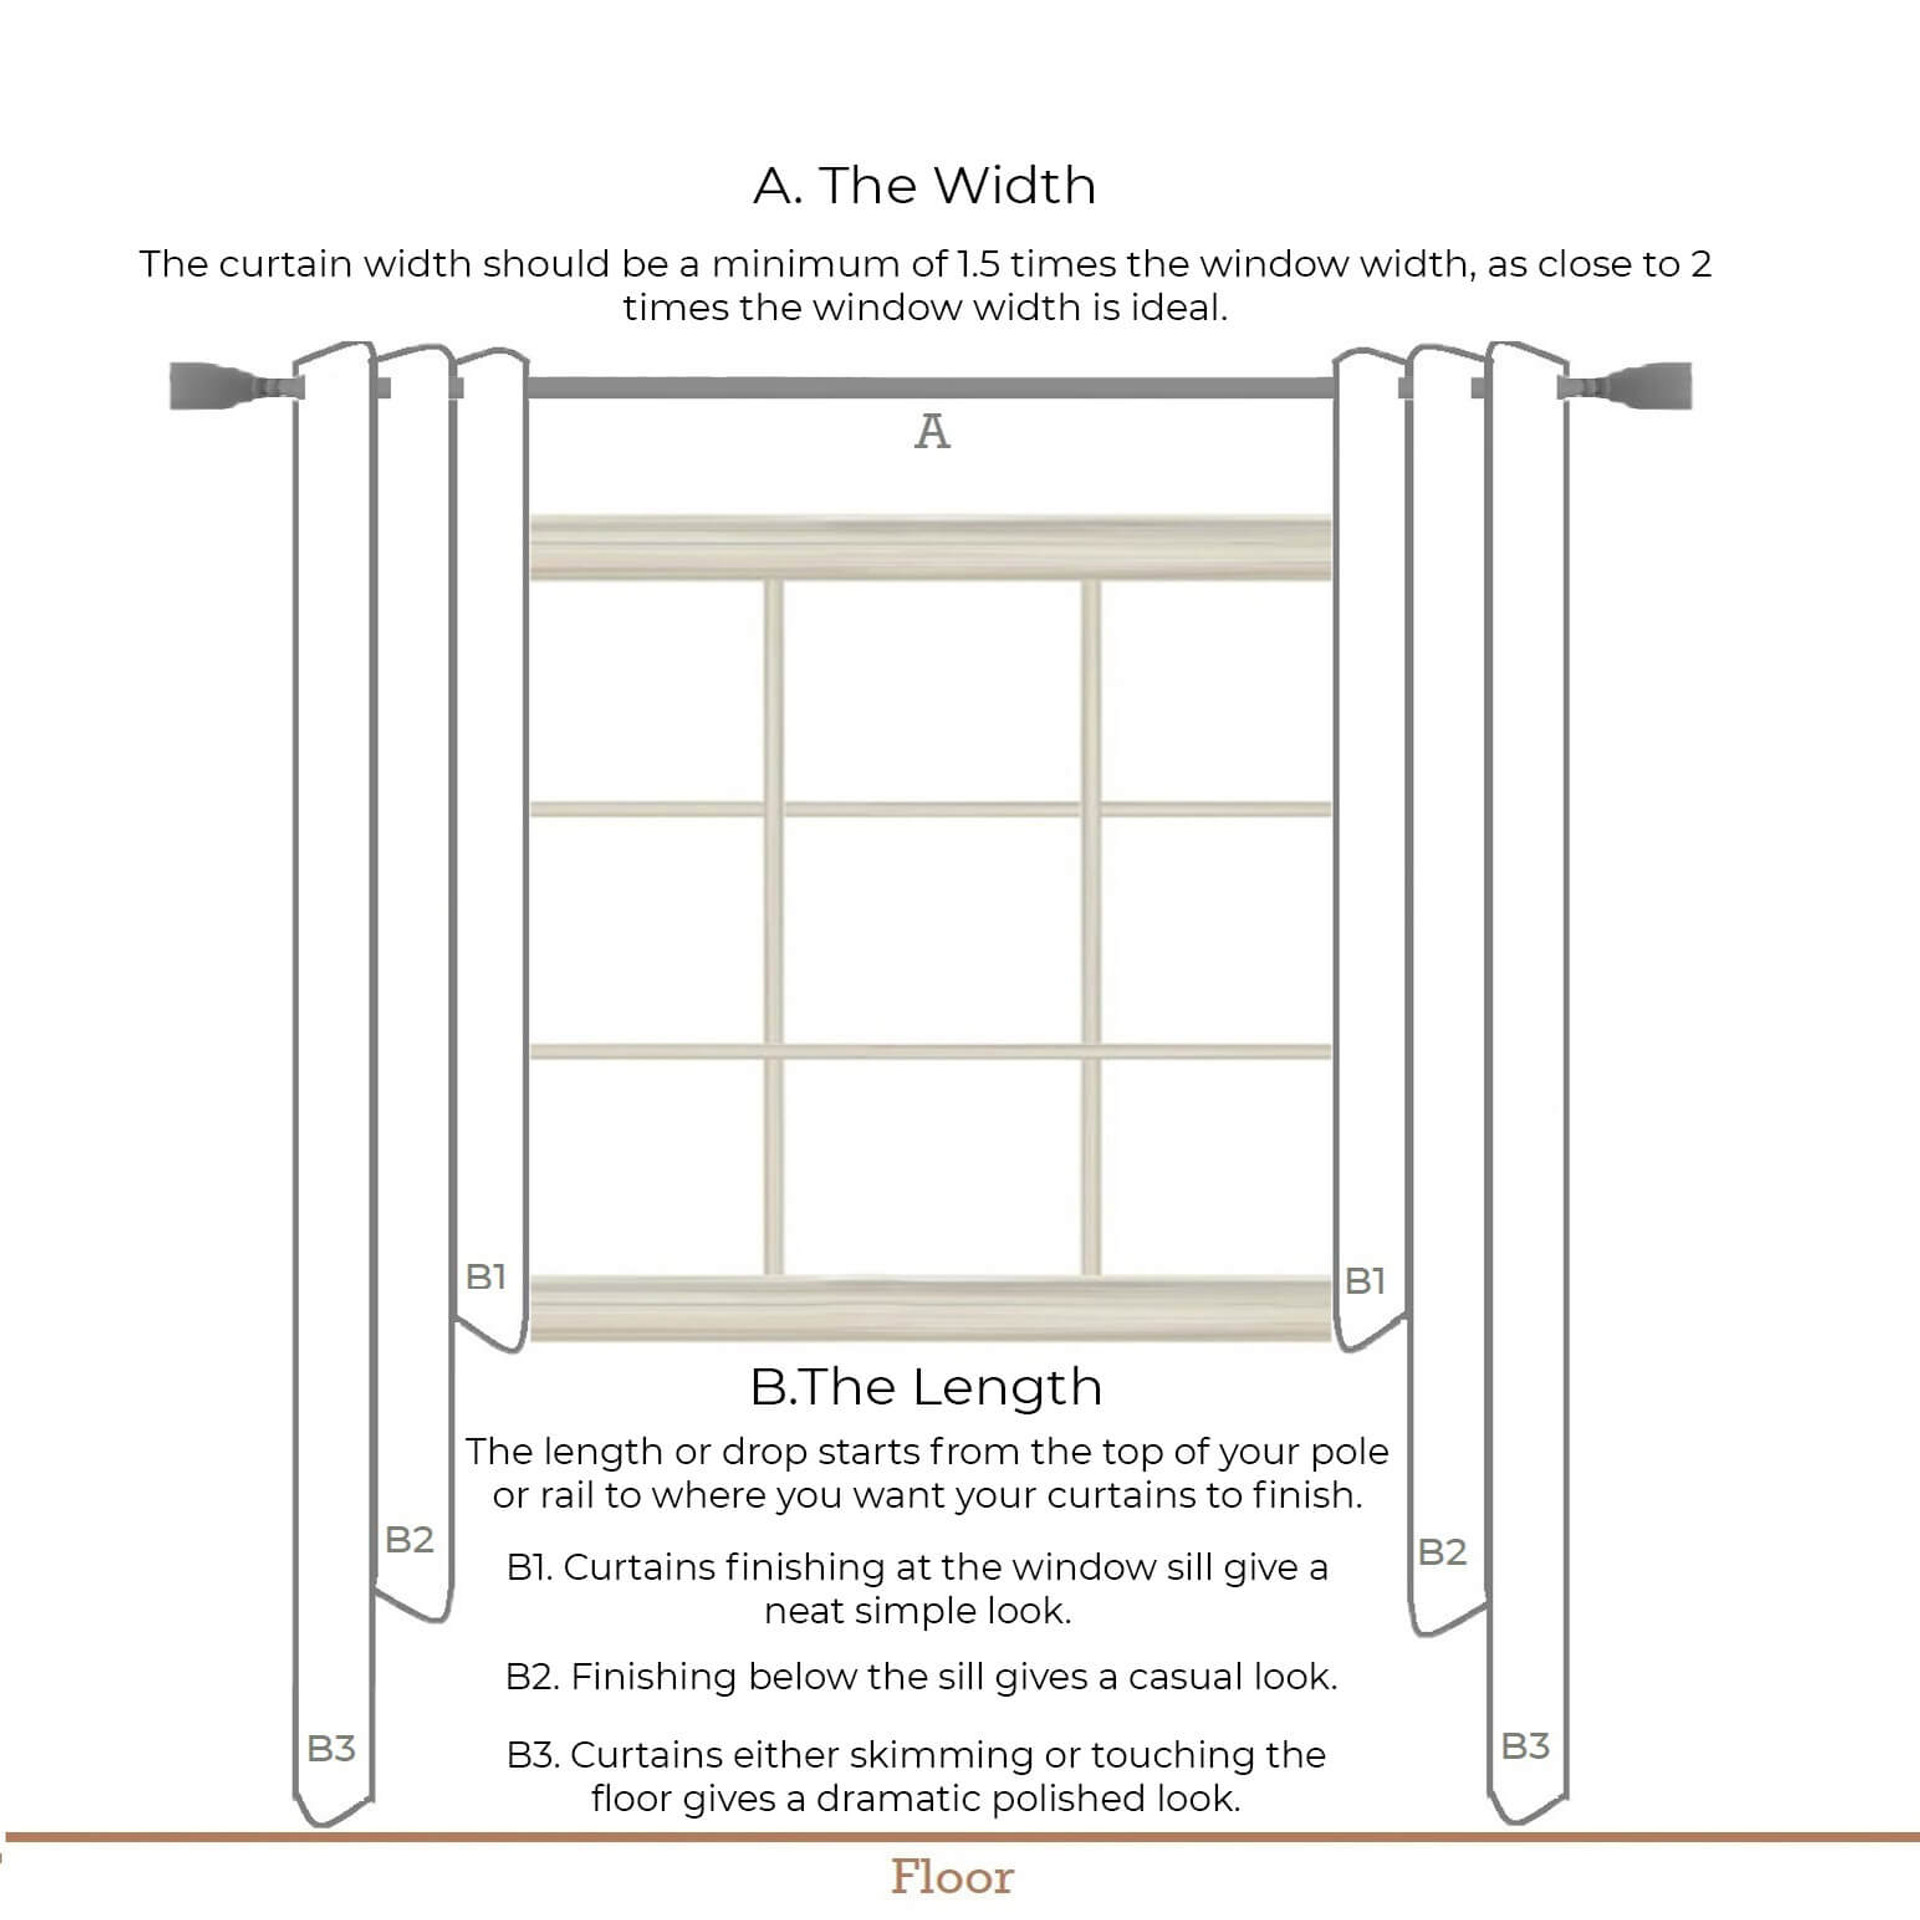 A. The Width
The curtain width should be a minimum of 1.5 times the window width, as close to 2
times the window width is ideal.
A
B1
B1
B.The Length
The length or drop starts from the top of your pole
or rail to where you want your curtains to finish.
B2
B2
B1. Curtains finishing at the window sill give a
neat simple look.
B2. Finishing below the sill gives a casual look.
B3
B3
B3. Curtains either skimming or touching the
floor gives a dramatic polished look.
Floor